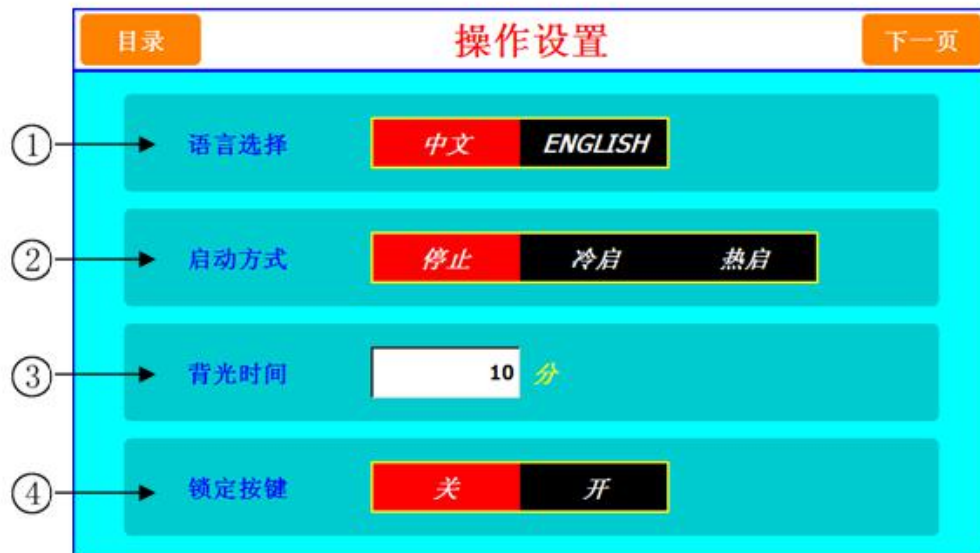 目录 操作设置 下一页
① 语言选择 中文 ENGLISH
② 启动方式 停止 冷启 热启
③ 背光时间 10 分
④ 锁定按键 关 开